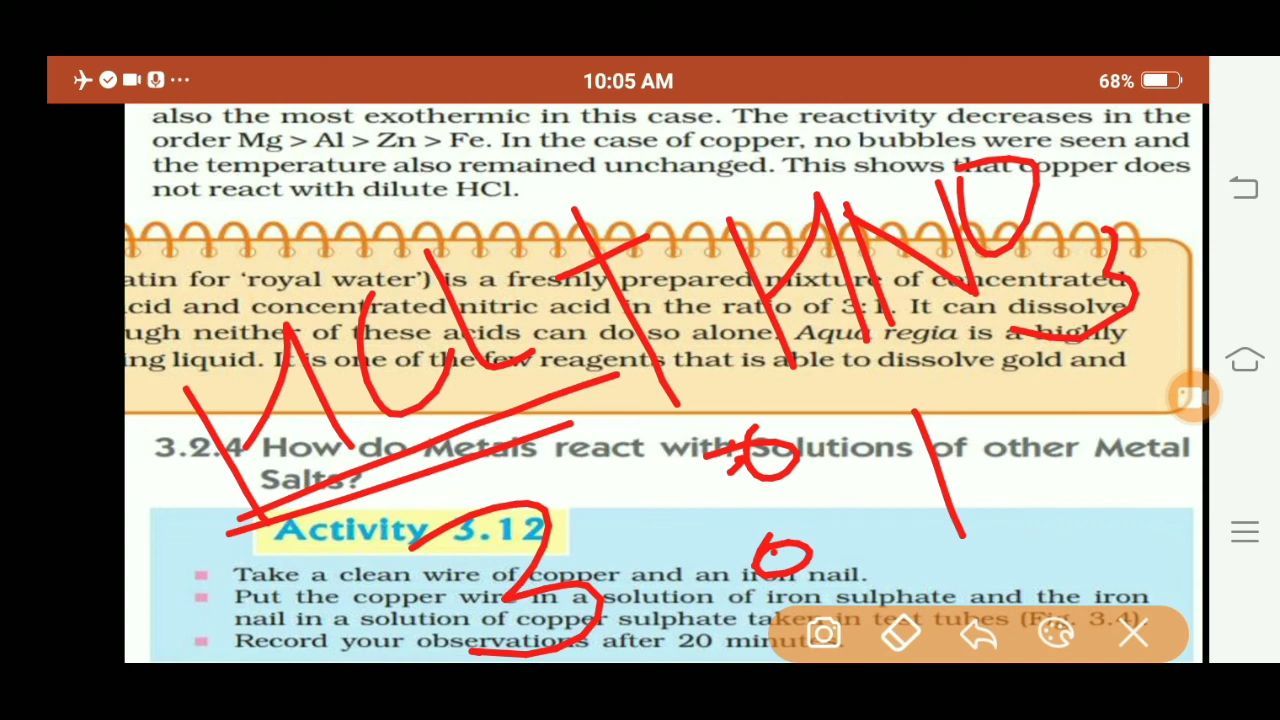 10:05 AM 68%
also the most exothermic in this case. The reactivity decreases in the
order Mg > Al > Zn > Fe. In the case of copper, no bubbles were seen and
the temperature also remained unchanged. This shows that copper does
not react with dilute HCl.
HCl + HNO3
atin for ‘royal water’) is a freshly prepared mixture of concentrated
cid and concentrated nitric acid in the ratio of 3:1. It can dissolve
ugh neither of these acids can do so alone. Aqua regia is a highly
ing liquid. It is one of the few reagents that is able to dissolve gold and
3 : 1
3.2.4 How do Metals react with Solutions of other Metal
Salts?
Activity 3.12
Take a clean wire of copper and an iron nail.
Put the copper wire in a solution of iron sulphate and the iron
nail in a solution of copper sulphate taken in test tubes (Fig. 3.4).
Record your observations after 20 minutes.